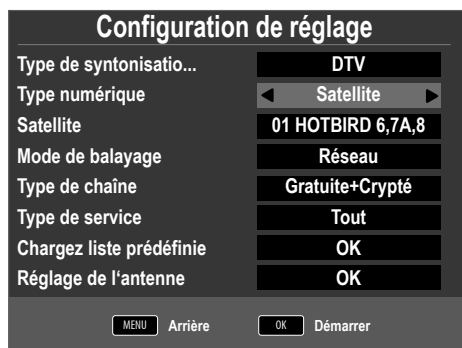 Configuration de réglage
Type de syntonisatio... DTV
Type numérique Satellite
Satellite 01 HOTBIRD 6,7A,8
Mode de balayage Réseau
Type de chaîne Gratuite+Crypté
Type de service Tout
Chargez liste prédéfinie OK
Réglage de l‘antenne OK
MENU Arrière OK Démarrer